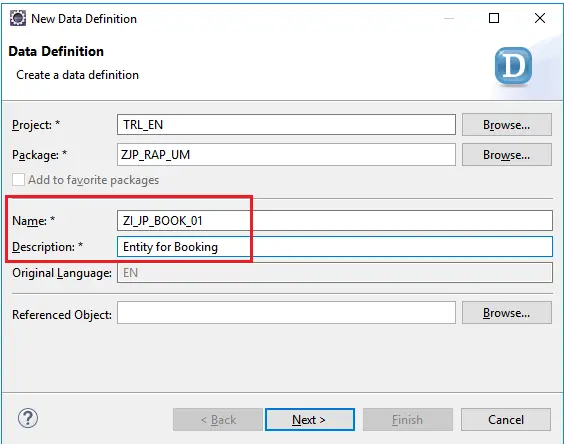 New Data Definition
Data Definition
Create a data definition
D
Project: * TRL_EN Browse...
Package: * ZJP_RAP_UM Browse...
Add to favorite packages
Name: * ZI_JP_BOOK_01
Description: * Entity for Booking
Original Language: EN
Referenced Object: Browse...
? < Back Next > Finish Cancel